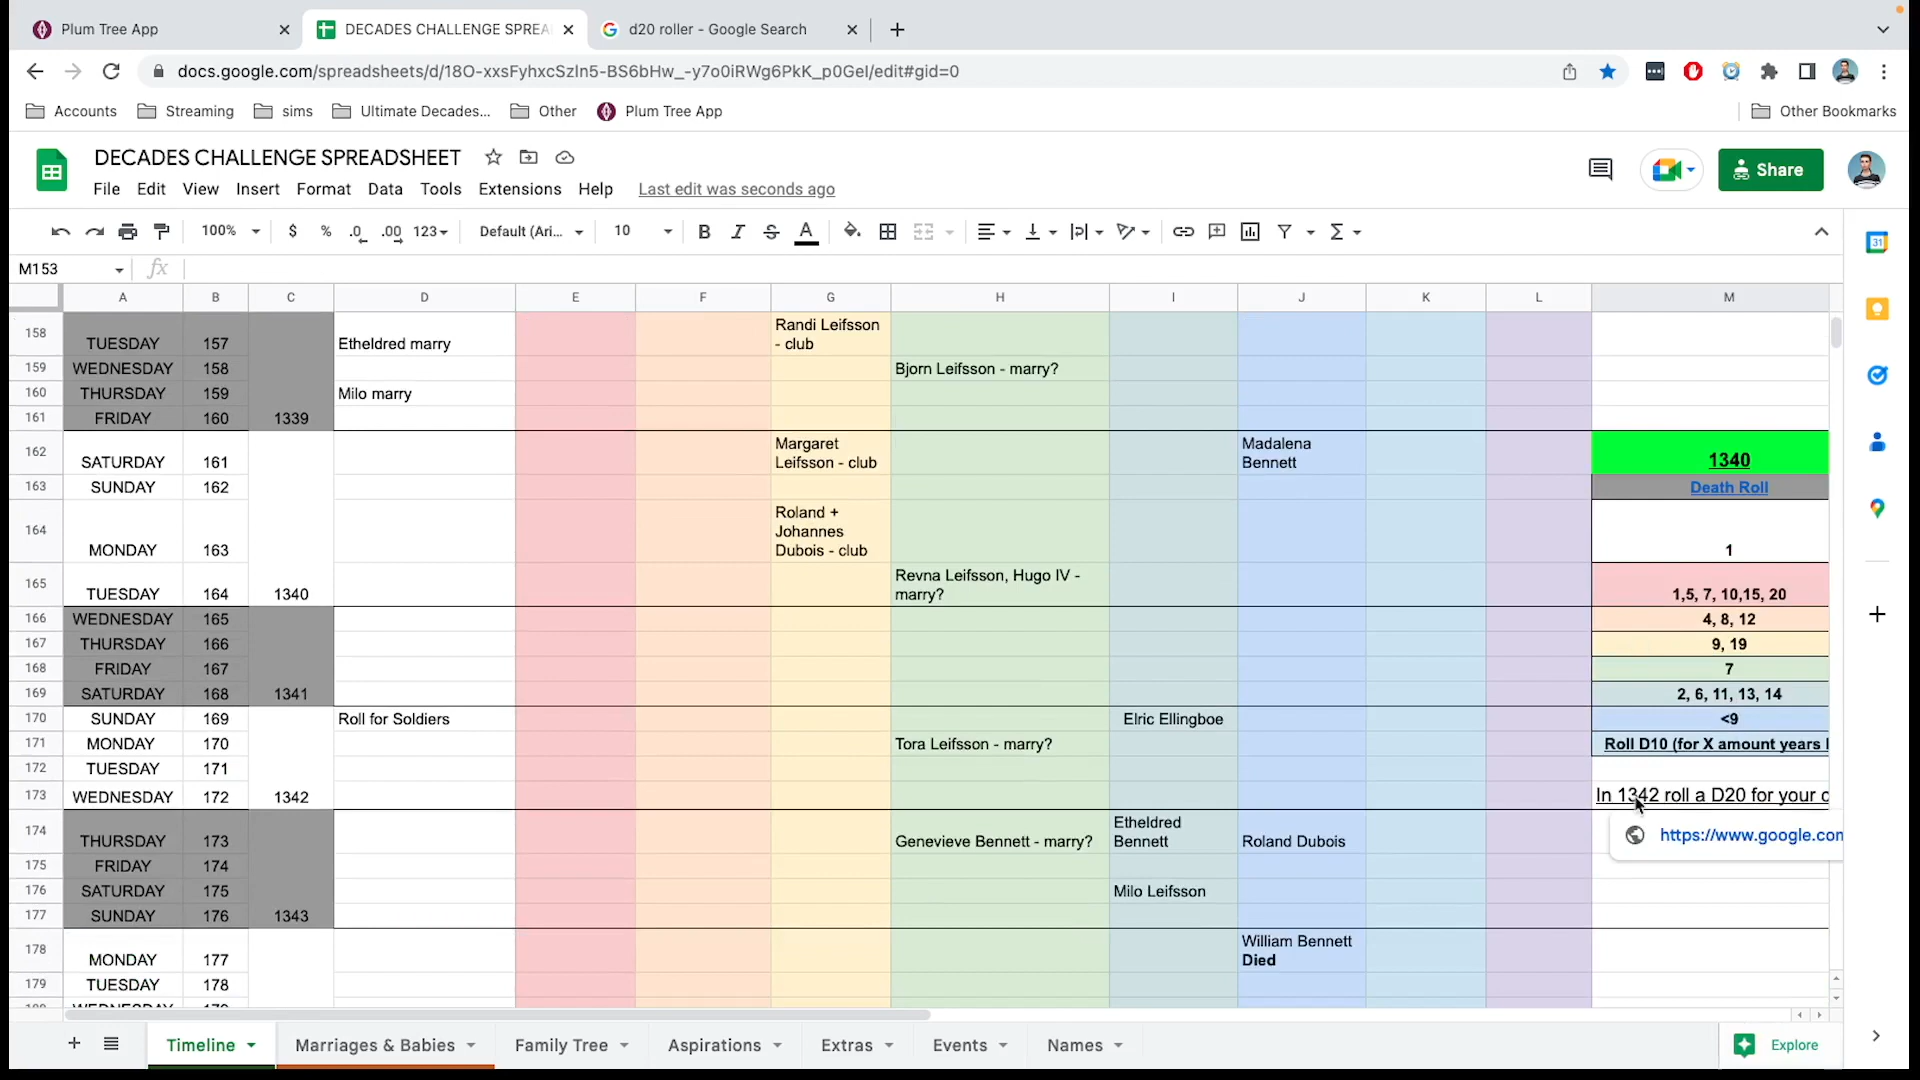 Plum Tree App
DECADES CHALLENGE SPREA
d20 roller - Google Search
docs.google.com/spreadsheets/d/18O-xxsFyhxcSzIn5-BS6bHw_-y7o0iRWg6PkK_p0GeI/edit#gid=0
Accounts Streaming sims Ultimate Decades... Other Plum Tree App Other Bookmarks
DECADES CHALLENGE SPREADSHEET
Share
File Edit View Insert Format Data Tools Extensions Help Last edit was seconds ago
100% $ % .0 .00 123 Default (Ari... 10 B I S A
M153 fx
A B C D E F G H I J K L M
158 TUESDAY 157 Etheldred marry Randi Leifsson
- club
159 WEDNESDAY 158 Bjorn Leifsson - marry?
160 THURSDAY 159 Milo marry
161 FRIDAY 160 1339
162 SATURDAY 161 Margaret
Leifsson - club
Madalena
Bennett
1340
163 SUNDAY 162 Death Roll
164 MONDAY 163 Roland +
Johannes
Dubois - club
1
165 TUESDAY 164 1340 Revna Leifsson, Hugo IV -
marry?
1,5, 7, 10,15, 20
166 WEDNESDAY 165 4, 8, 12
167 THURSDAY 166 9, 19
168 FRIDAY 167 7
169 SATURDAY 168 1341 2, 6, 11, 13, 14
170 SUNDAY 169 Roll for Soldiers Elric Ellingboe <9
171 MONDAY 170 Tora Leifsson - marry? Roll D10 (for X amount years
172 TUESDAY 171
173 WEDNESDAY 172 1342 In 1342 roll a D20 for your
174 THURSDAY 173 Genevieve Bennett - marry? Etheldred
Bennett
Roland Dubois
https://www.google.com
175 FRIDAY 174
176 SATURDAY 175 Milo Leifsson
177 SUNDAY 176 1343
178 MONDAY 177 William Bennett
Died
179 TUESDAY 178
Timeline Marriages & Babies Family Tree Aspirations Extras Events Names Explore